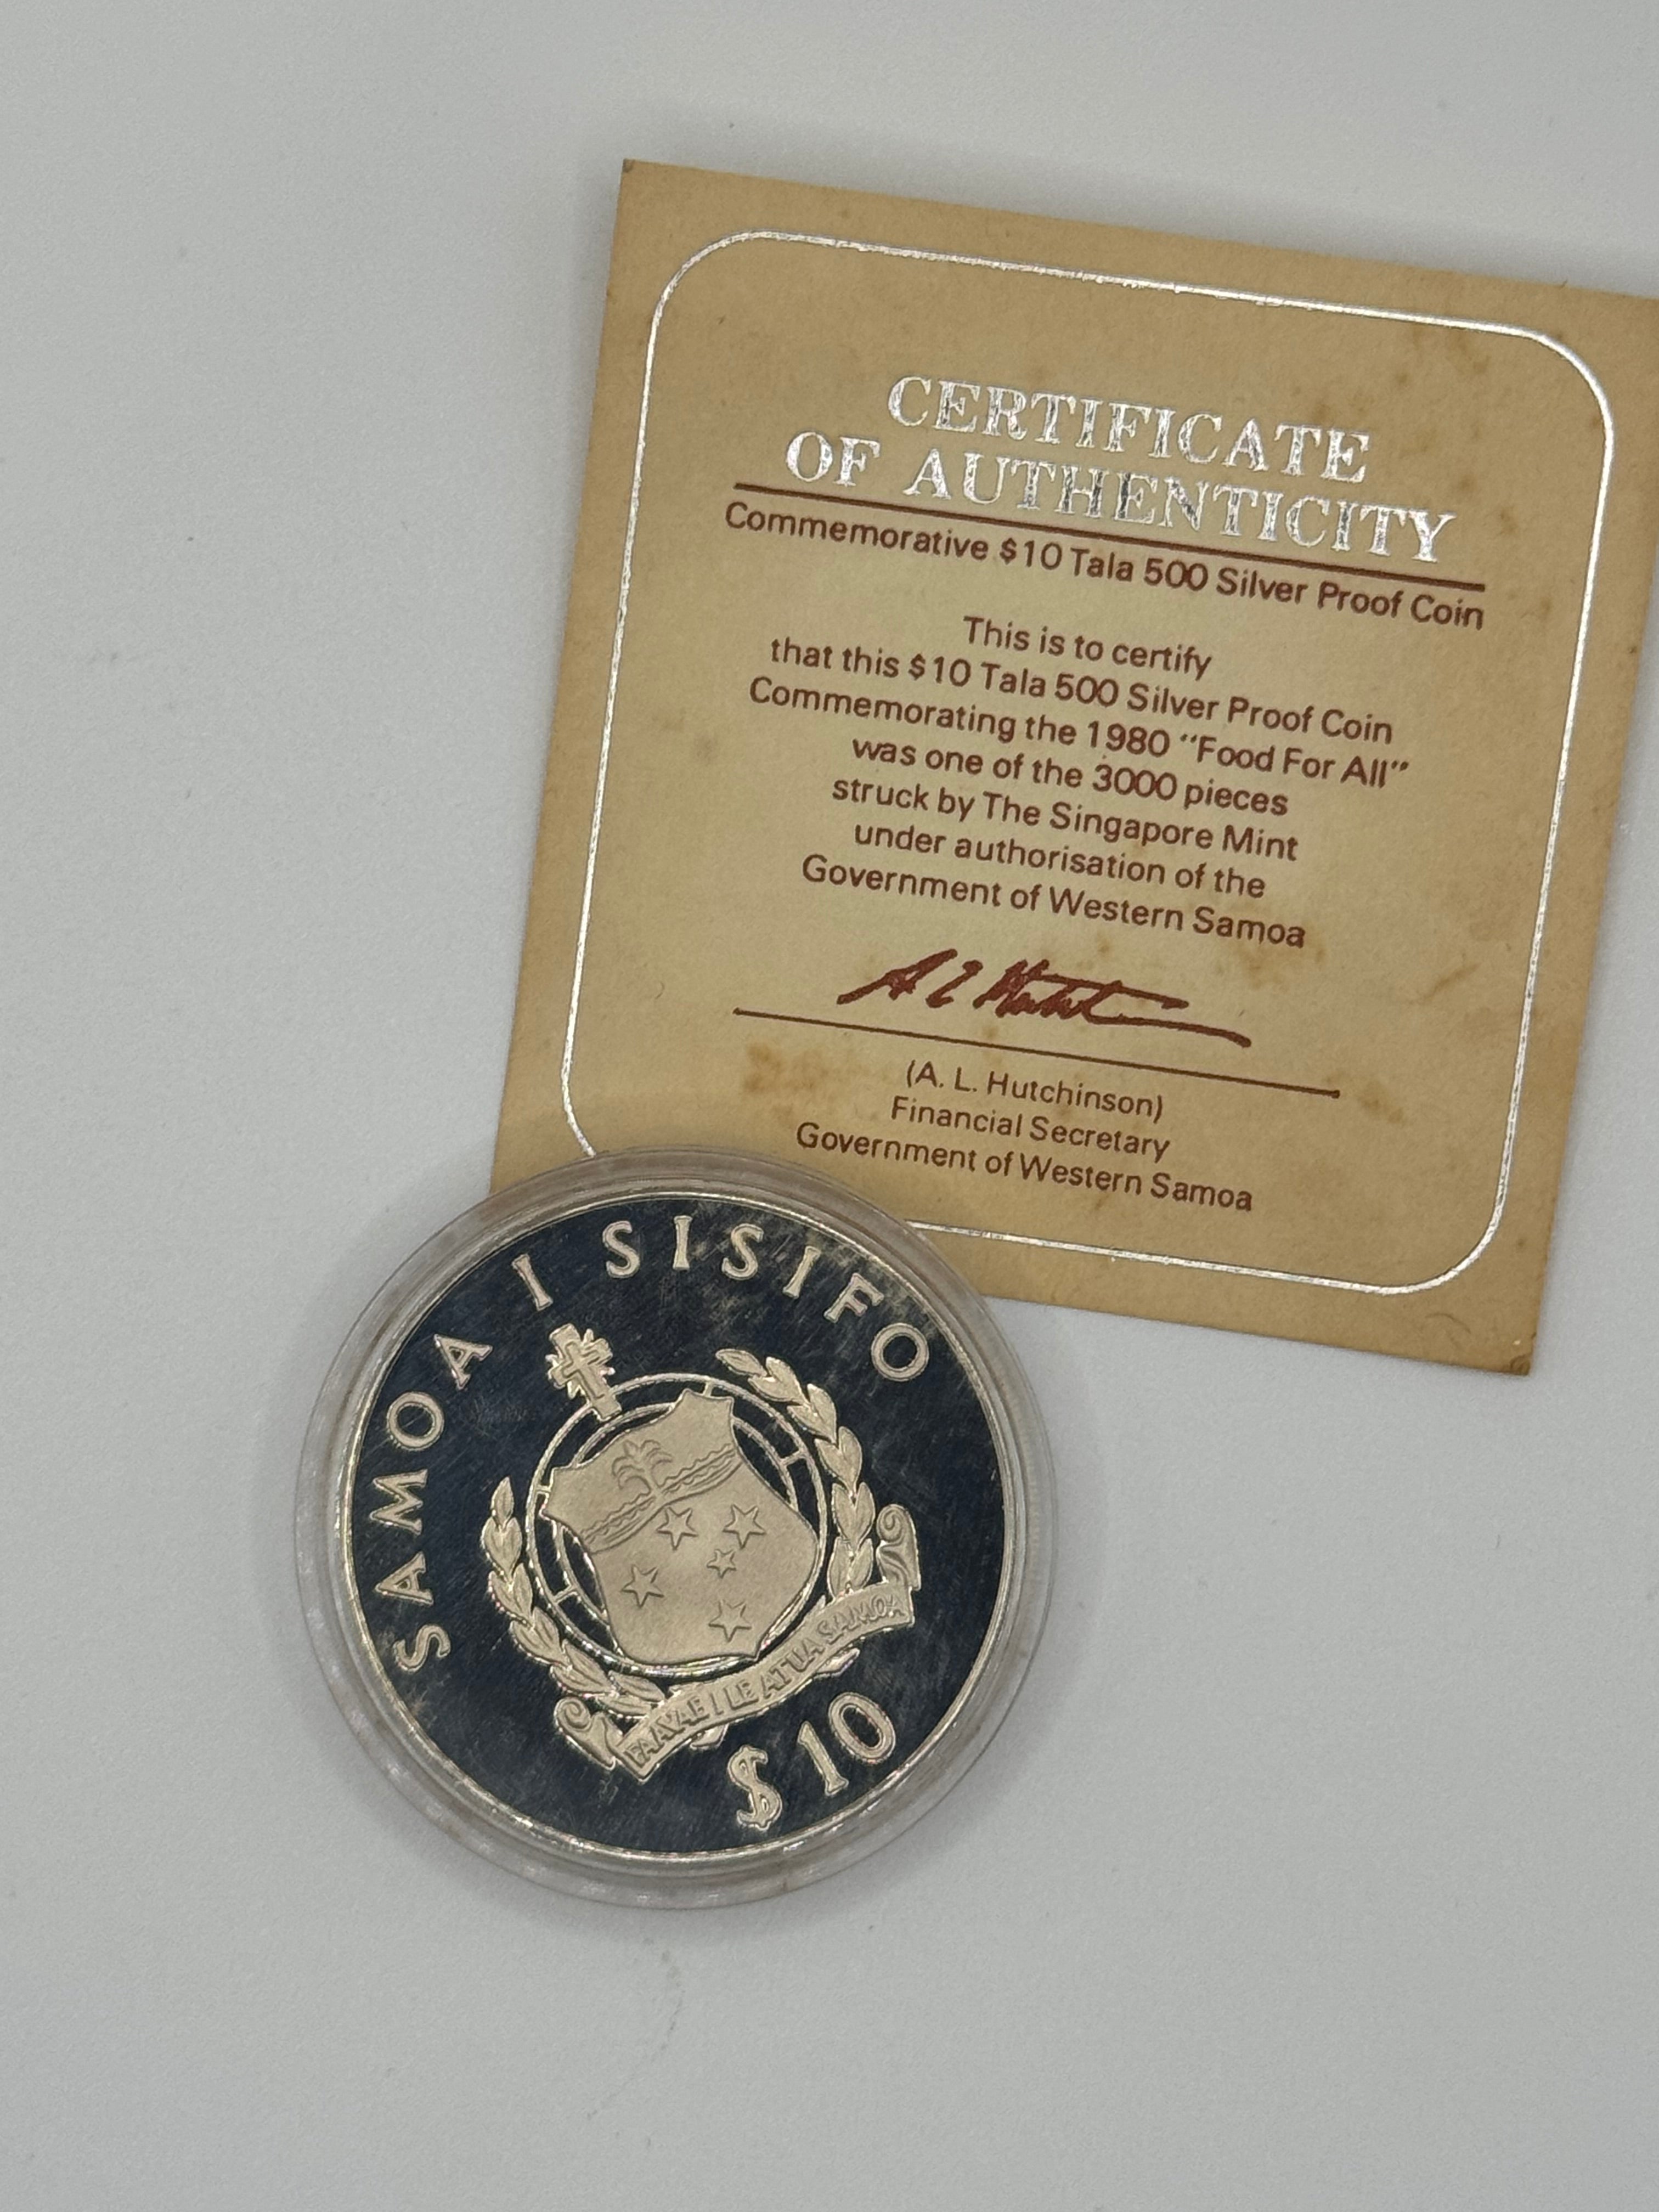 CERTIFICATE
OF AUTHENTICITY
Commemorative $10 Tala 500 Silver Proof Coin
This is to certify
that this $10 Tala 500 Silver Proof Coin
Commemorating the 1980 “Food For All”
was one of the 3000 pieces
struck by The Singapore Mint
under authorisation of the
Government of Western Samoa
(A. L. Hutchinson)
Financial Secretary
Government of Western Samoa
SAMOA I SISIFO
FAAVAE I LE ATUA SAMOA
$10